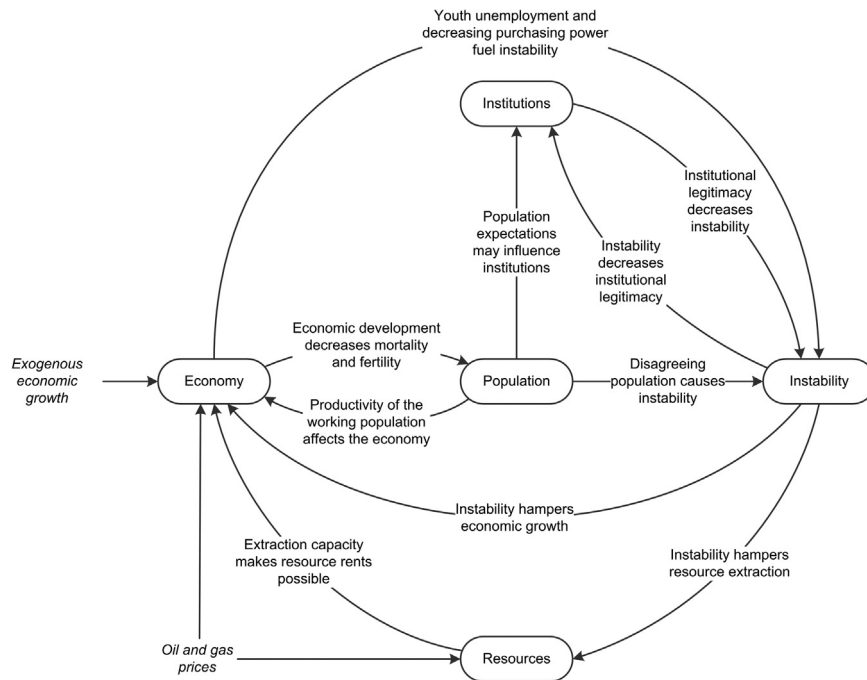 Youth unemployment and
decreasing purchasing power
fuel instability
Institutions
Institutional
legitimacy
decreases
instability
Population
expectations
may influence
institutions
Instability
decreases
institutional
legitimacy
Economic development
decreases mortality
and fertility
Exogenous
economic
growth
Economy
Population
Disagreeing
population causes
instability
Instability
Productivity of the
working population
affects the economy
Instability hampers
economic growth
Extraction capacity
makes resource rents
possible
Instability hampers
resource extraction
Oil and gas
prices
Resources